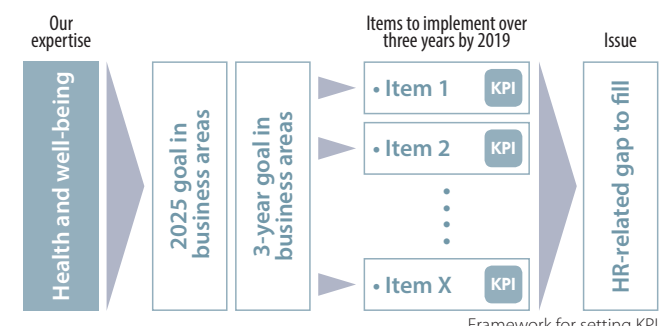 Our
expertise
Items to implement over
three years by 2019
Issue
Health and well-being
2025 goal in
business areas
3-year goal in
business areas
• Item 1 KPI
• Item 2 KPI
• Item X KPI
HR-related gap to fill
Framework for setting KPI